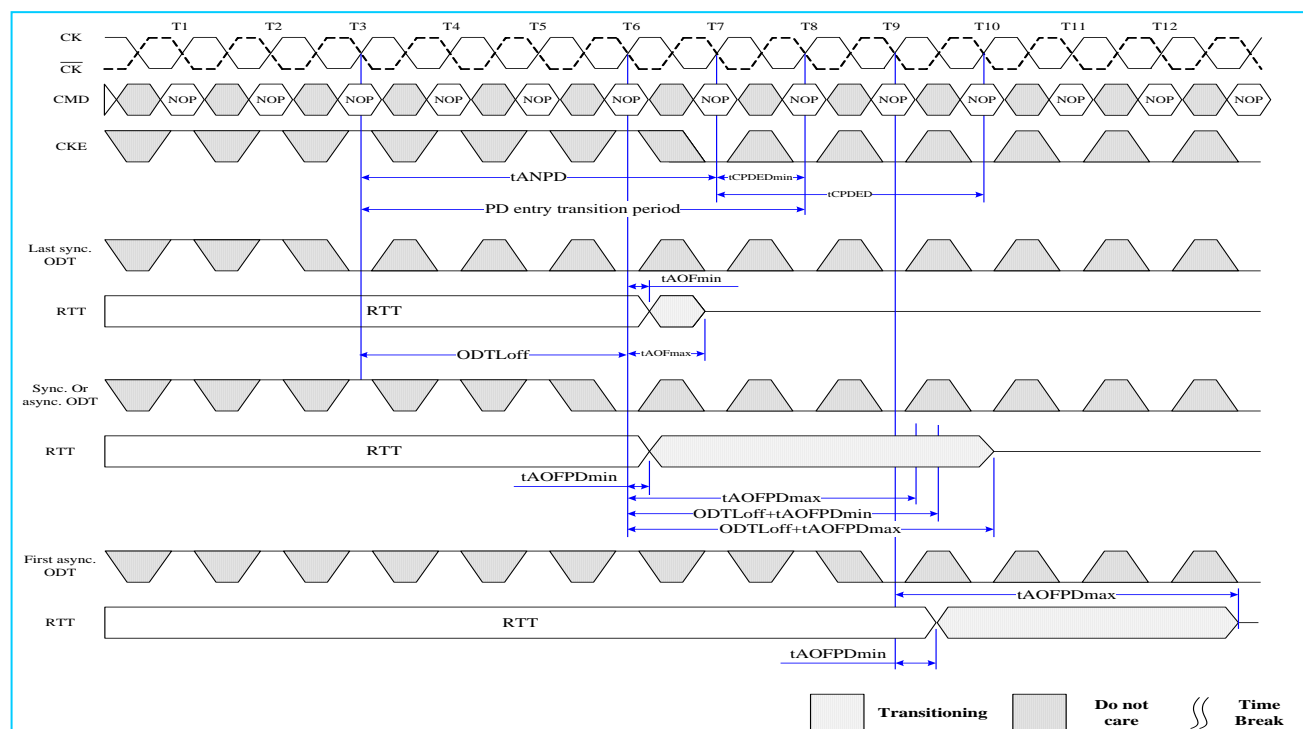 T1 T2 T3 T4 T5 T6 T7 T8 T9 T10 T11 T12
CK
CK
CMD NOP NOP NOP NOP NOP NOP NOP NOP NOP NOP NOP NOP NOP
CKE
tANPD tCPDEDmin
tCPDED
PD entry transition period
Last sync.
ODT
tAOFmin
RTT RTT
ODTLoff tAOFmax
Sync. Or
async. ODT
RTT RTT
tAOFPDmin
tAOFPDmax
ODTLoff+tAOFPDmin
ODTLoff+tAOFPDmax
First async.
ODT
tAOFPDmax
RTT RTT
tAOFPDmin
Transitioning
Do not
care
Time
Break